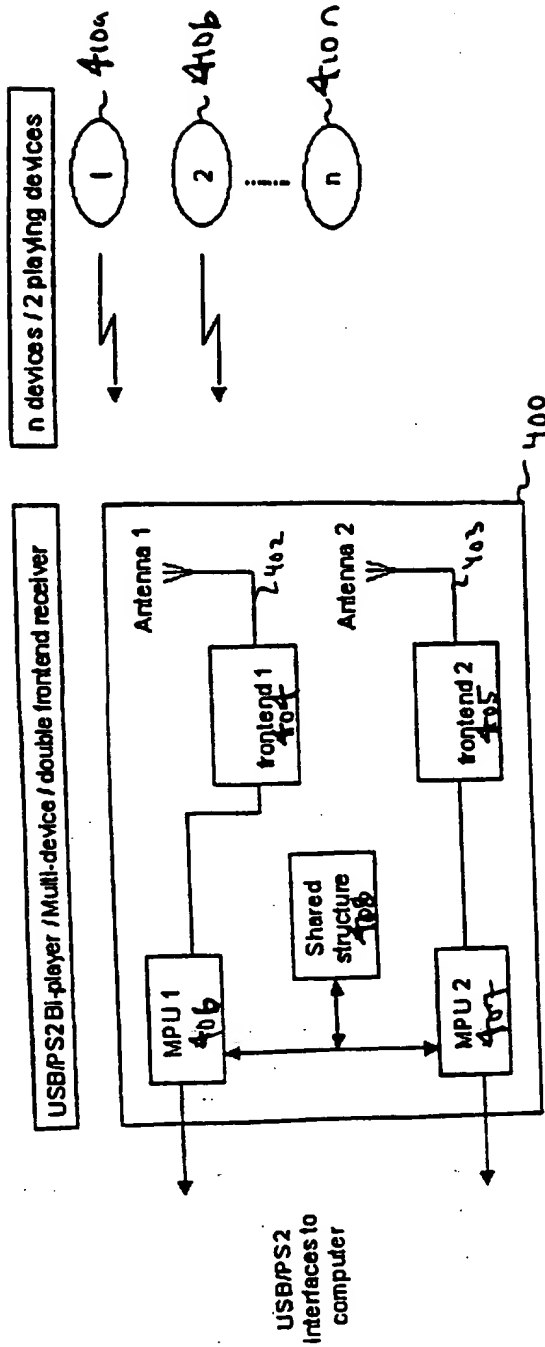 USB/PS2 Bi-player / Multi-device / double frontend receiver
n devices / 2 playing devices
USB/PS2
Interfaces to
computer
MPU 1
406
Shared
structure
408
MPU 2
407
frontend 1
404
frontend 2
405
Antenna 1
402
Antenna 2
403
400
1
410a
2
410b
n
410n